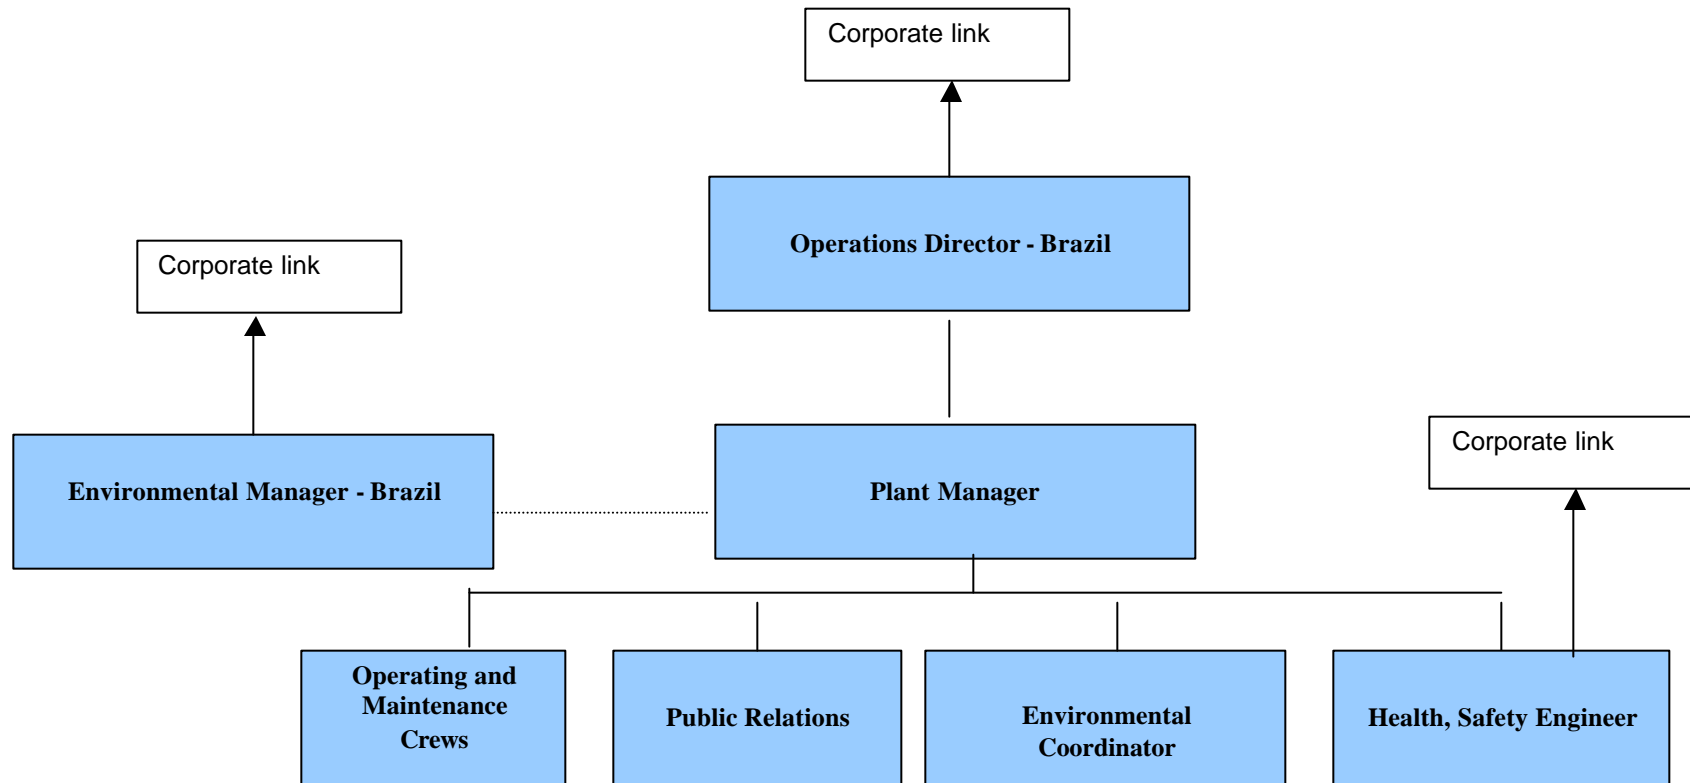 Corporate link
Operations Director - Brazil
Corporate link
Environmental Manager - Brazil
Plant Manager
Corporate link
Operating and
Maintenance
Crews
Public Relations
Environmental
Coordinator
Health, Safety Engineer